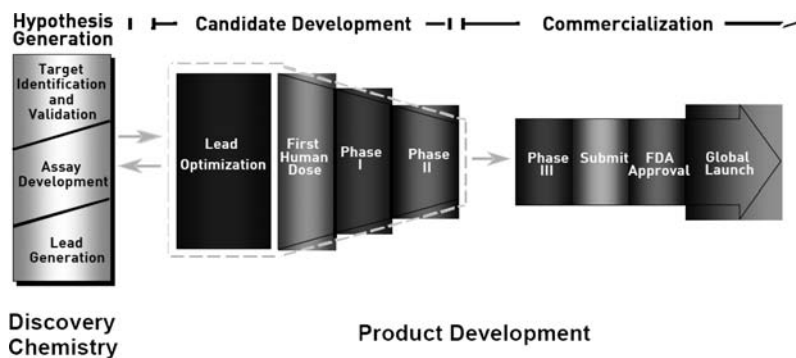 Hypothesis
Generation
Candidate Development
Commercialization
Target
Identification
and
Validation
Assay
Development
Lead
Generation
Lead
Optimization
First
Human
Dose
Phase
I
Phase
II
Phase
III
Submit
FDA
Approval
Global
Launch
Discovery
Chemistry
Product Development